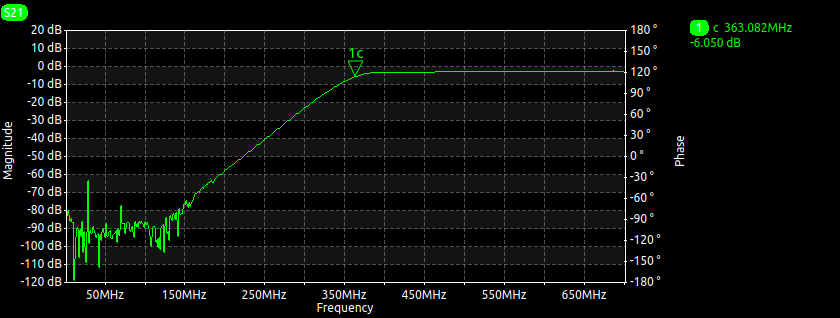 S21
20 dB
10 dB
0 dB
-10 dB
-20 dB
-30 dB
-40 dB
-50 dB
-60 dB
-70 dB
-80 dB
-90 dB
-100 dB
-110 dB
-120 dB
Magnitude
1c
50MHz
150MHz
250MHz
350MHz
450MHz
550MHz
650MHz
Frequency
180 °
150 °
120 °
90 °
60 °
30 °
0 °
-30 °
-60 °
-90 °
-120 °
-150 °
-180 °
Phase
1 c 363.082MHz
-6.050 dB